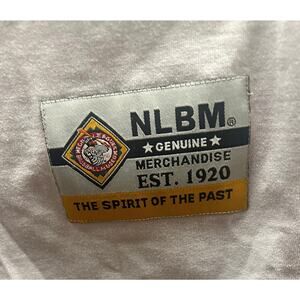 NLBM®
★ GENUINE ★
MERCHANDISE
EST. 1920
THE SPIRIT OF THE PAST